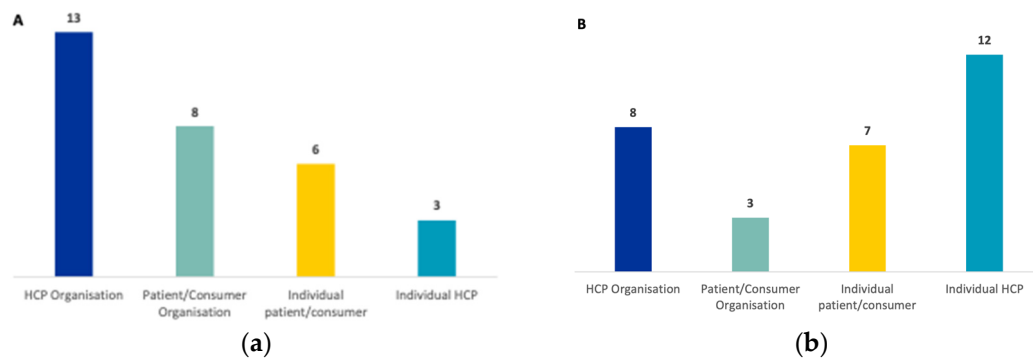 A
13
8
6
3
HCP Organisation
Patient/Consumer
Organisation
Individual
patient/consumer
Individual HCP
(a)
B
8
3
7
12
HCP Organisation
Patient/Consumer
Organisation
Individual
patient/consumer
Individual HCP
(b)